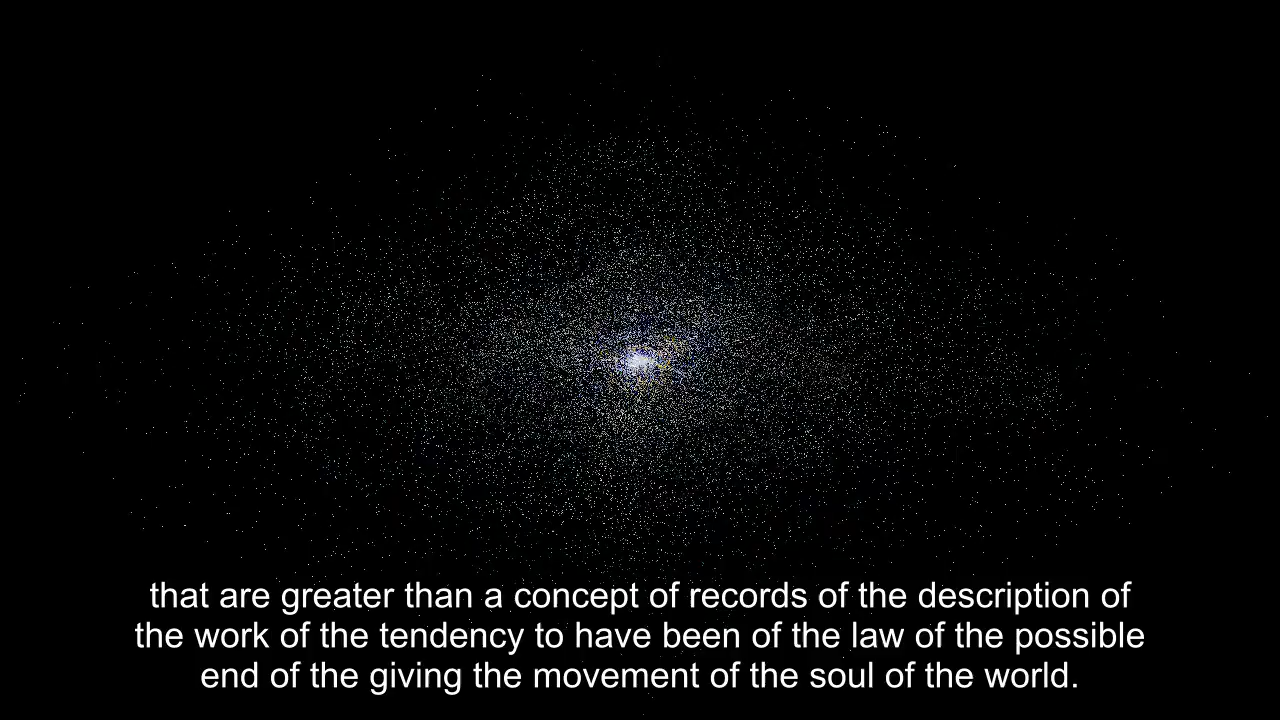 that are greater than a concept of records of the description of
the work of the tendency to have been of the law of the possible
end of the giving the movement of the soul of the world.